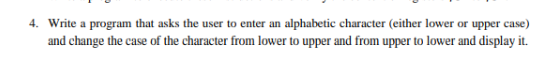 4. Write a program that asks the user to enter an alphabetic character (either lower or upper case)
and change the case of the character from lower to upper and from upper to lower and display it.